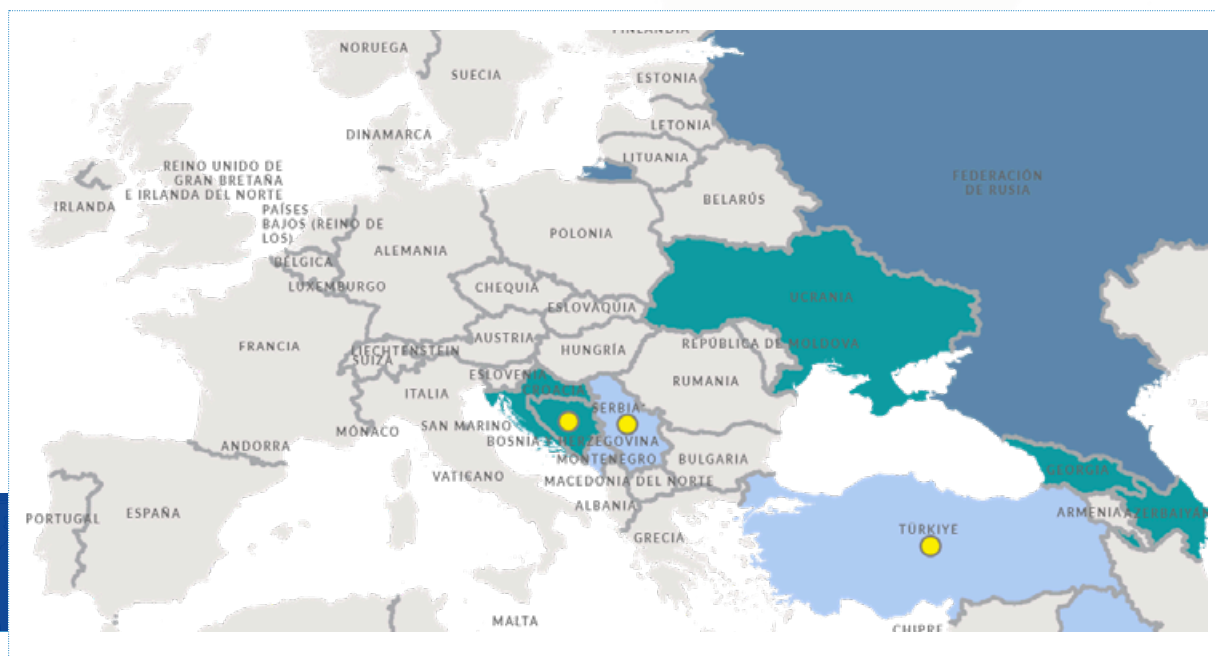 FINLANDIA
NORUEGA
SUECIA
ESTONIA
LETONIA
DINAMARCA
LITUANIA
REINO UNIDO DE
GRAN BRETAÑA
E IRLANDA DEL NORTE
FEDERACIÓN
DE RUSIA
BELARÚS
IRLANDA
PAÍSES
BAJOS (REINO DE
LOS)
POLONIA
ALEMANIA
BÉLGICA
LUXEMBURGO
CHEQUIA
UCRANIA
ESLOVAQUIA
AUSTRIA
FRANCIA
LIECHTENSTEIN
SUIZA
HUNGRÍA
REPÚBLICA DE MOLDOVA
ESLOVENIA
RUMANIA
CROACIA
ITALIA
SERBIA*
MÓNACO
SAN MARINO
BOSNIA Y HERZEGOVINA
ANDORRA
MONTENEGRO
BULGARIA
VATICANO
MACEDONIA DEL NORTE
GEORGIA
ALBANIA
PORTUGAL
ESPAÑA
ARMENIA
AZERBAIYÁN
TÜRKIYE
GRECIA
MALTA
CHIPRE